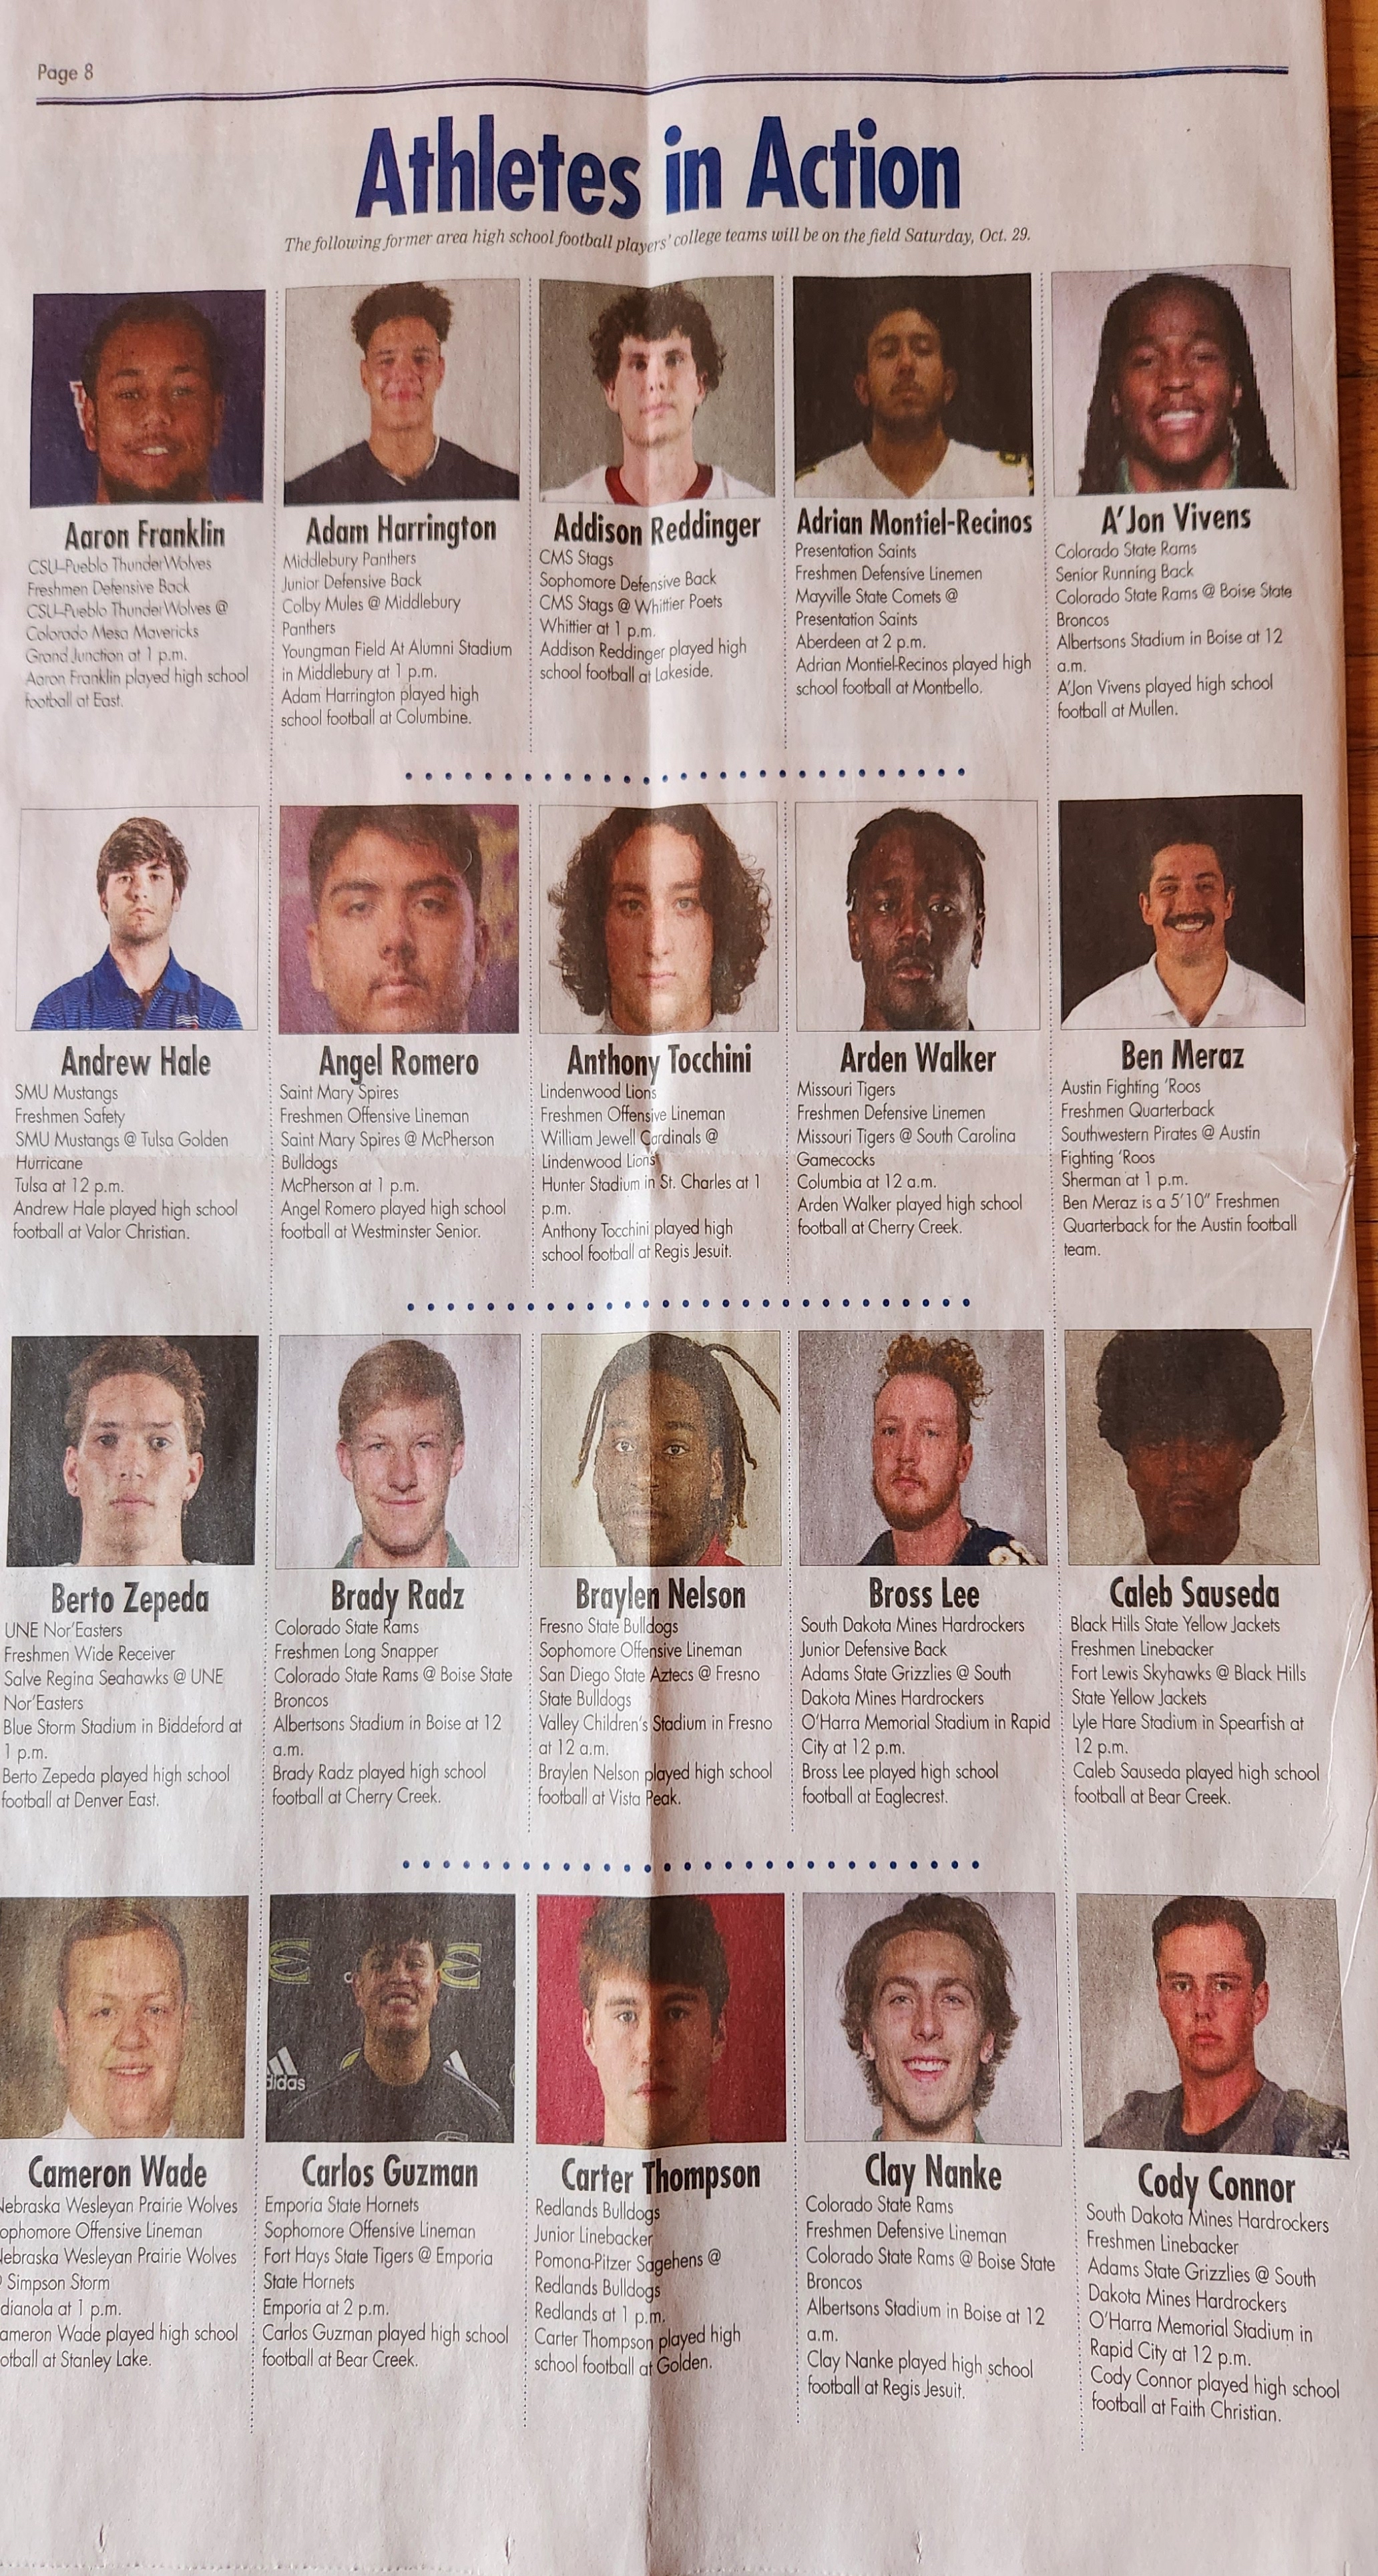 Page 8
Athletes in Action
The following former area high school football players' college teams will be on the field Saturday, Oct. 29.
Aaron Franklin
CSU-Pueblo ThunderWolves
Freshmen Defensive Back
CSU-Pueblo ThunderWolves @
Colorado Mesa Mavericks
Grand Junction at 1 p.m.
Aaron Franklin played high school
football at East.
Adam Harrington
Middlebury Panthers
Junior Defensive Back
Colby Mules @ Middlebury
Panthers
Youngman Field At Alumni Stadium
in Middlebury at 1 p.m.
Adam Harrington played high
school football at Columbine.
Addison Reddinger
CMS Stags
Sophomore Defensive Back
CMS Stags @ Whittier Poets
Whittier at 1 p.m.
Addison Reddinger played high
school football at Lakeside.
Adrian Montiel-Recinos
Presentation Saints
Freshmen Defensive Linemen
Mayville State Comets @
Presentation Saints
Aberdeen at 2 p.m.
Adrian Montiel-Recinos played high
school football at Montbello.
A'Jon Vivens
Colorado State Rams
Senior Running Back
Colorado State Rams @ Boise State
Broncos
Albertsons Stadium in Boise at 12
a.m.
A'Jon Vivens played high school
football at Mullen.
Andrew Hale
SMU Mustangs
Freshmen Safety
SMU Mustangs @ Tulsa Golden
Hurricane
Tulsa at 12 p.m.
Andrew Hale played high school
football at Valor Christian.
Angel Romero
Saint Mary Spires
Freshmen Offensive Lineman
Saint Mary Spires @ McPherson
Bulldogs
McPherson at 1 p.m.
Angel Romero played high school
football at Westminster Senior.
Anthony Tocchini
Lindenwood Lions
Freshmen Offensive Lineman
William Jewell Cardinals @
Lindenwood Lions
Hunter Stadium in St. Charles at 1
p.m.
Anthony Tocchini played high
school football at Regis Jesuit.
Arden Walker
Missouri Tigers
Freshmen Defensive Linemen
Missouri Tigers @ South Carolina
Gamecocks
Columbia at 12 a.m.
Arden Walker played high school
football at Cherry Creek.
Ben Meraz
Austin Fighting 'Roos
Freshmen Quarterback
Southwestern Pirates @ Austin
Fighting 'Roos
Sherman at 1 p.m.
Ben Meraz is a 5'10" Freshmen
Quarterback for the Austin football
team.
Berto Zepeda
UNE Nor'Easters
Freshmen Wide Receiver
Salve Regina Seahawks @ UNE
Nor'Easters
Blue Storm Stadium in Biddeford at
1 p.m.
Berto Zepeda played high school
football at Denver East.
Brady Radz
Colorado State Rams
Freshmen Long Snapper
Colorado State Rams @ Boise State
Broncos
Albertsons Stadium in Boise at 12
a.m.
Brady Radz played high school
football at Cherry Creek.
Braylen Nelson
Fresno State Bulldogs
Sophomore Offensive Lineman
San Diego State Aztecs @ Fresno
State Bulldogs
Valley Children's Stadium in Fresno
at 12 a.m.
Braylen Nelson played high school
football at Vista Peak.
Bross Lee
South Dakota Mines Hardrockers
Junior Defensive Back
Adams State Grizzlies @ South
Dakota Mines Hardrockers
O'Harra Memorial Stadium in Rapid
City at 12 p.m.
Bross Lee played high school
football at Eaglecrest.
Caleb Sauseda
Black Hills State Yellow Jackets
Freshmen Linebacker
Fort Lewis Skyhawks @ Black Hills
State Yellow Jackets
Lyle Hare Stadium in Spearfish at
12 p.m.
Caleb Sauseda played high school
football at Bear Creek.
Cameron Wade
Nebraska Wesleyan Prairie Wolves
ophomore Offensive Lineman
Nebraska Wesleyan Prairie Wolves
@ Simpson Storm
dianola at 1 p.m.
ameron Wade played high school
otball at Stanley Lake.
adidas
Carlos Guzman
Emporia State Hornets
Sophomore Offensive Lineman
Fort Hays State Tigers @ Emporia
State Hornets
Emporia at 2 p.m.
Carlos Guzman played high school
football at Bear Creek.
Carter Thompson
Redlands Bulldogs
Junior Linebacker
Pomona-Pitzer Sagehens @
Redlands Bulldogs
Redlands at 1 p.m.
Carter Thompson played high
school football at Golden.
Clay Nanke
Colorado State Rams
Freshmen Defensive Lineman
Colorado State Rams @ Boise State
Broncos
Albertsons Stadium in Boise at 12
a.m.
Clay Nanke played high school
football at Regis Jesuit.
Cody Connor
South Dakota Mines Hardrockers
Freshmen Linebacker
Adams State Grizzlies @ South
Dakota Mines Hardrockers
O'Harra Memorial Stadium in
Rapid City at 12 p.m.
Cody Connor played high school
football at Faith Christian.